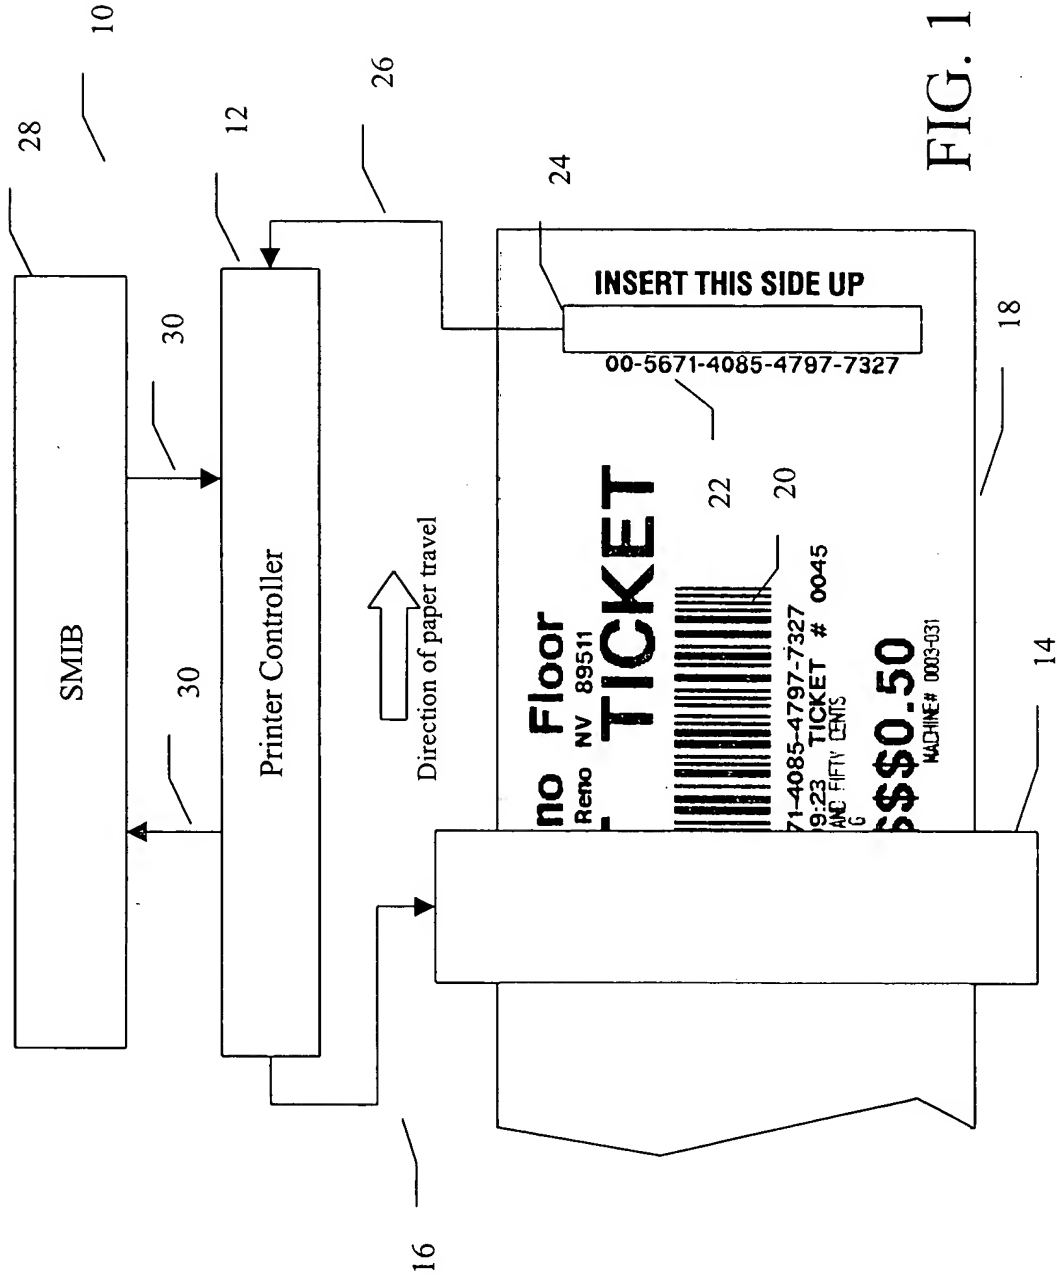 10
28
SMIB
30
30
12
Printer Controller
26
Direction of paper travel
16
24
INSERT THIS SIDE UP
00-5671-4085-4797-7327
22
20
18
no Floor
Reno NV 89511
TICKET
71-4085-4797-7327
09:23 TICKET # 0045
AND FIFTY CENTS
G
$$$0.50
MACHINE# 0003-031
14
FIG. 1